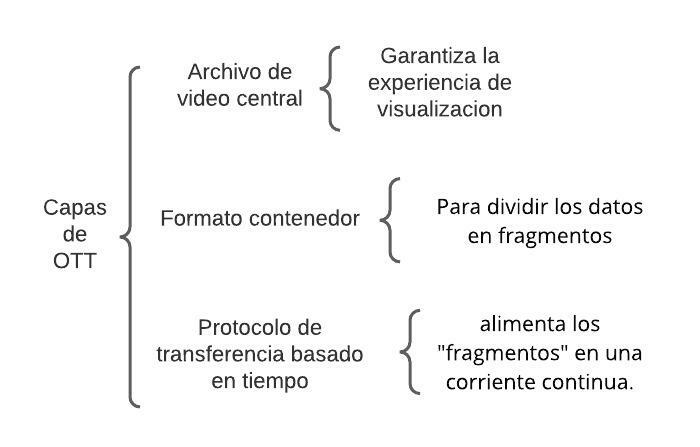 Capas
de
OTT
Archivo de
video central
Garantiza la
experiencia de
visualizacion
Formato contenedor
Para dividir los datos
en fragmentos
Protocolo de
transferencia basado
en tiempo
alimenta los
"fragmentos" en una
corriente continua.